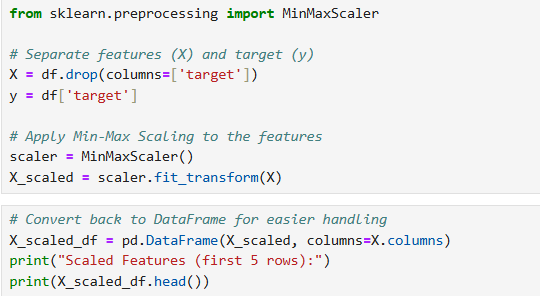 from sklearn.preprocessing import MinMaxScaler
# Separate features (X) and target (y)
X = df.drop(columns=['target'])
y = df['target']
# Apply Min-Max Scaling to the features
scaler = MinMaxScaler()
X_scaled = scaler.fit_transform(X)
# Convert back to DataFrame for easier handling
X_scaled_df = pd.DataFrame(X_scaled, columns=X.columns)
print("Scaled Features (first 5 rows):")
print(X_scaled_df.head())